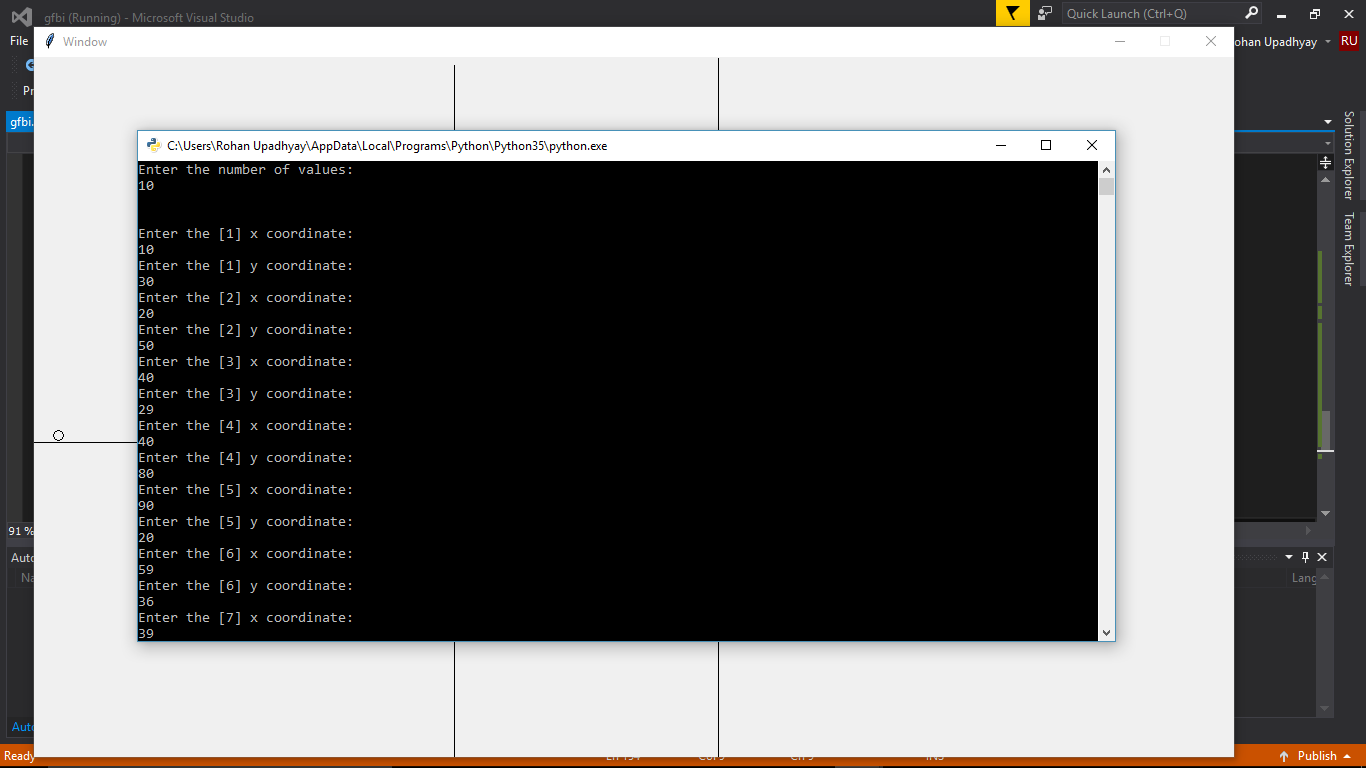 gfbi (Running) - Microsoft Visual Studio
Quick Launch (Ctrl+Q)
File
Window
ohan Upadhyay
RU
Pr
gfbi.
C:\Users\Rohan Upadhyay\AppData\Local\Programs\Python\Python35\python.exe
Solution Explorer
Team Explorer
Enter the number of values:
10
Enter the [1] x coordinate:
10
Enter the [1] y coordinate:
30
Enter the [2] x coordinate:
20
Enter the [2] y coordinate:
50
Enter the [3] x coordinate:
40
Enter the [3] y coordinate:
29
Enter the [4] x coordinate:
40
Enter the [4] y coordinate:
80
Enter the [5] x coordinate:
90
Enter the [5] y coordinate:
20
Enter the [6] x coordinate:
59
Enter the [6] y coordinate:
36
Enter the [7] x coordinate:
39
91 %
Auto
Na
Lang
Auto
Ready
Publish